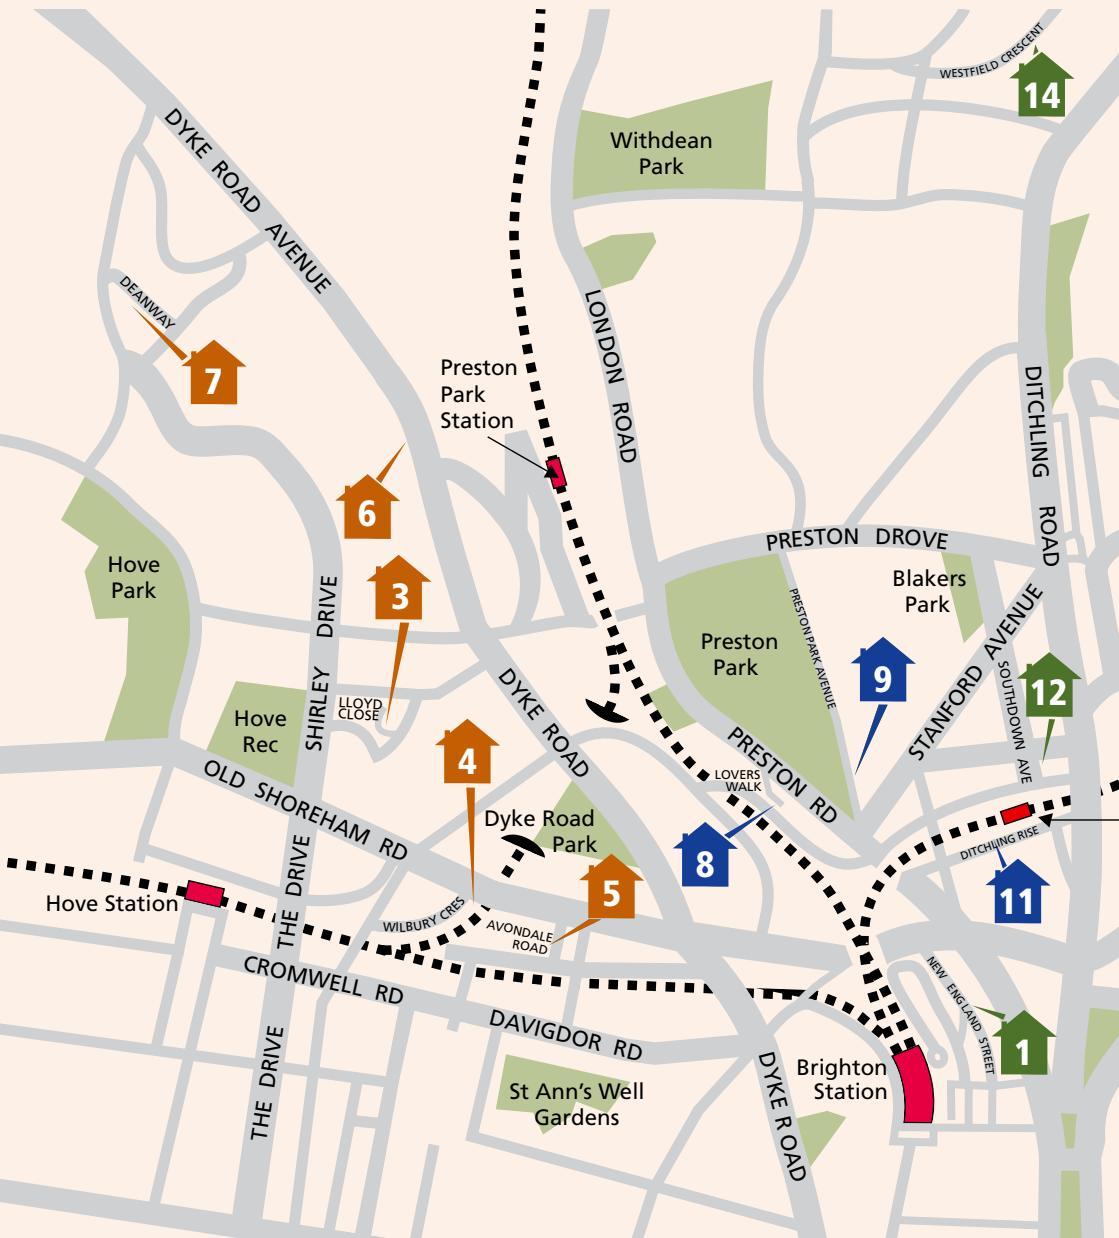 WESTFIELD CRESCENT
14
DYKE ROAD AVENUE
Withdean
Park
DEANWAY
7
LONDON ROAD
Preston
Park
Station
DITCHLING ROAD
6
PRESTON DROVE
Hove
Park
3
SHIRLEY DRIVE
Blakers
Park
PRESTON PARK AVENUE
Preston
Park
9
STANFORD AVENUE
SOUTHDOWN AVE
12
LLOYD
CLOSE
Hove
Rec
DYKE ROAD
4
PRESTON RD
LOVERS
WALK
OLD SHOREHAM RD
Dyke Road
Park
8
DITCHLING RISE
11
5
Hove Station
THE DRIVE
WILBURY CRES
AVONDALE
ROAD
CROMWELL RD
NEW ENGLAND STREET
1
DAVIGDOR RD
THE DRIVE
Brighton
Station
St Ann's Well
Gardens
DYKE ROAD